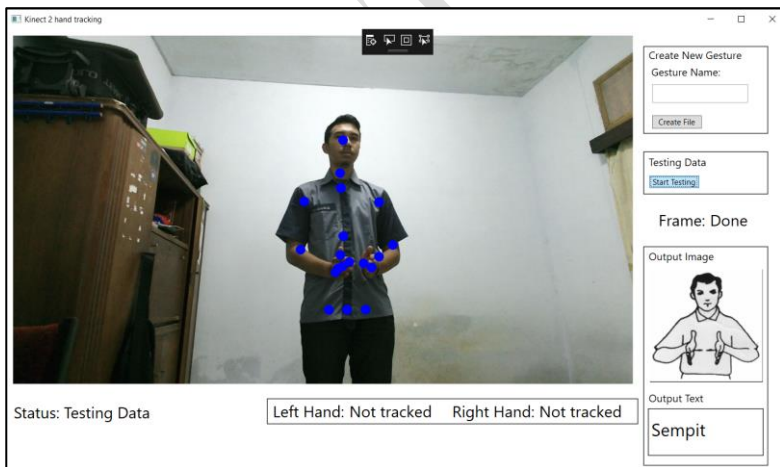 Kinect 2 hand tracking
Create New Gesture
Gesture Name:
Create File
Testing Data
Start Testing
Frame: Done
Output Image
Output Text
Sempit
Status: Testing Data
Left Hand: Not tracked Right Hand: Not tracked